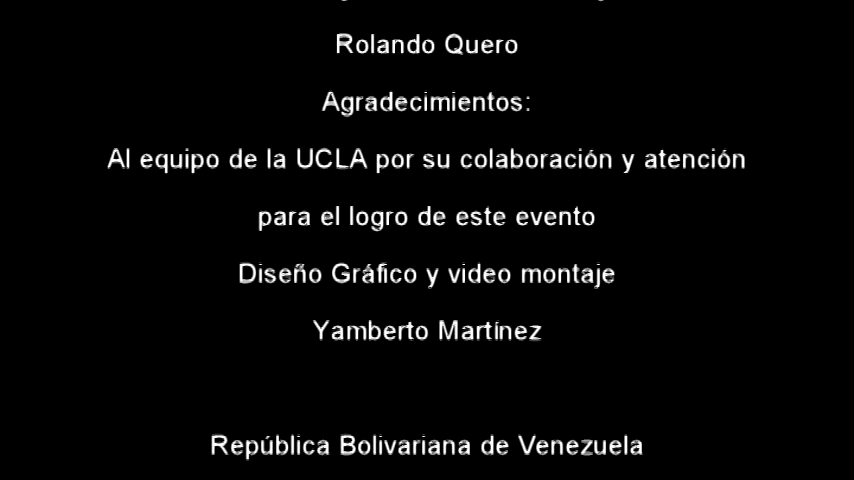 Rolando Quero
Agradecimientos:
Al equipo de la UCLA por su colaboración y atención
para el logro de este evento
Diseño Gráfico y video montaje
Yamberto Martínez
República Bolivariana de Venezuela